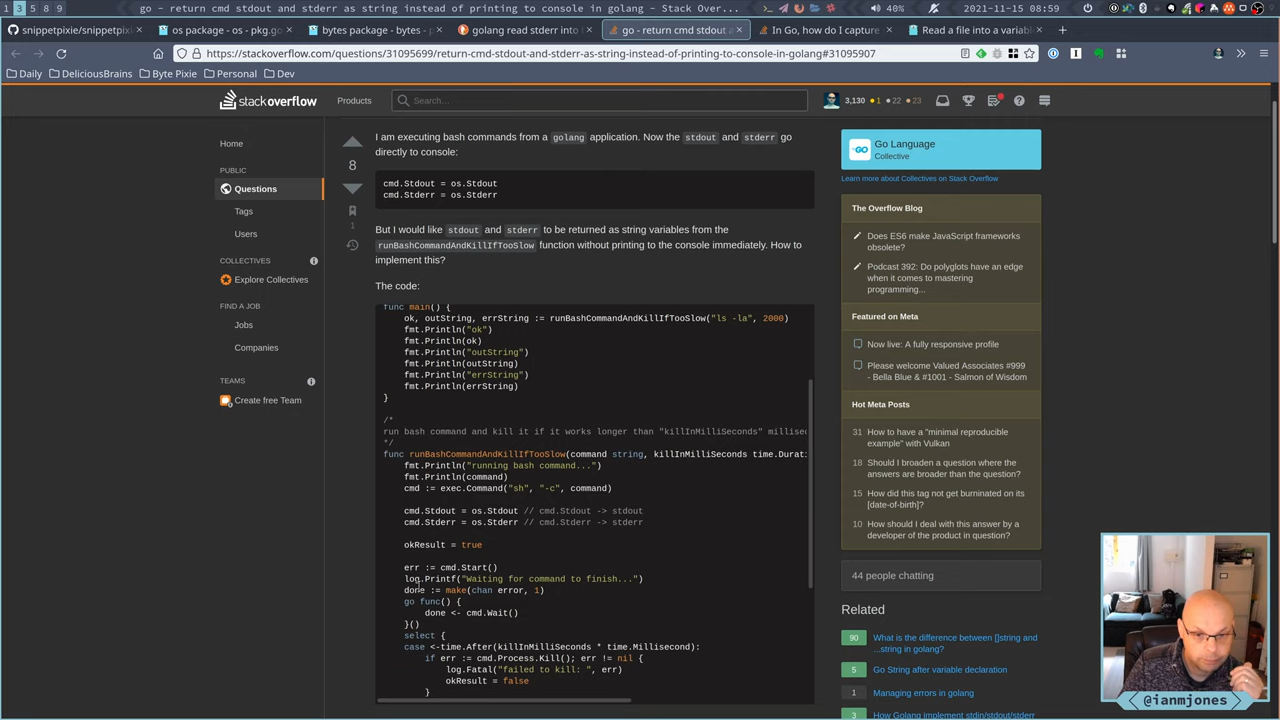 1 3 5 8 9
go - return cmd stdout and stderr as string instead of printing to console in golang - Stack Over...
40%
2021-11-15 08:59
snippetpixie/snippetpixi
os package - os - pkg.go
bytes package - bytes - p
golang read stderr into b
go - return cmd stdout a
In Go, how do I capture
Read a file into a variabl
https://stackoverflow.com/questions/31095699/return-cmd-stdout-and-stderr-as-string-instead-of-printing-to-console-in-golang#31095907
Daily
DeliciousBrains
Byte Pixie
Personal
Dev
stackoverflow
Products
Search...
3,130
1
22
23
Home
PUBLIC
Questions
Tags
Users
COLLECTIVES
Explore Collectives
FIND A JOB
Jobs
Companies
TEAMS
Create free Team
8
1
I am executing bash commands from a golang application. Now the stdout and stderr go
directly to console:
cmd.Stdout = os.Stdout
cmd.Stderr = os.Stderr
But I would like stdout and stderr to be returned as string variables from the
runBashCommandAndKillIfTooSlow function without printing to the console immediately. How to
implement this?
The code:
func main() {
ok, outString, errString := runBashCommandAndKillIfTooSlow("ls -la", 2000)
fmt.Println("ok")
fmt.Println(ok)
fmt.Println("outString")
fmt.Println(outString)
fmt.Println("errString")
fmt.Println(errString)
}
/*
run bash command and kill it if it works longer than "killInMilliSeconds" millisec
*/
func runBashCommandAndKillIfTooSlow(command string, killInMilliSeconds time.Durat
fmt.Println("running bash command...")
fmt.Println(command)
cmd := exec.Command("sh", "-c", command)
cmd.Stdout = os.Stdout // cmd.Stdout -> stdout
cmd.Stderr = os.Stderr // cmd.Stderr -> stderr
okResult = true
err := cmd.Start()
log.Printf("Waiting for command to finish...")
done := make(chan error, 1)
go func() {
done <- cmd.Wait()
}()
select {
case <-time.After(killInMilliSeconds * time.Millisecond):
if err := cmd.Process.Kill(); err != nil {
log.Fatal("failed to kill: ", err)
okResult = false
}
GO
Go Language
Collective
Learn more about Collectives on Stack Overflow
The Overflow Blog
Does ES6 make JavaScript frameworks
obsolete?
Podcast 392: Do polyglots have an edge
when it comes to mastering
programming...
Featured on Meta
Now live: A fully responsive profile
Please welcome Valued Associates #999
- Bella Blue & #1001 - Salmon of Wisdom
Hot Meta Posts
31 How to have a "minimal reproducible
example" with Vulkan
18 Should I broaden a question where the
answers are broader than the question?
15 How did this tag not get burninated on its
[date-of-birth]?
10 How should I deal with this answer by a
developer of the product in question?
44 people chatting
Related
90 What is the difference between []string and
...string in golang?
5 Go String after variable declaration
1 Managing errors in golang
3 How Golang implement stdin/stdout/stderr
@ianmjones